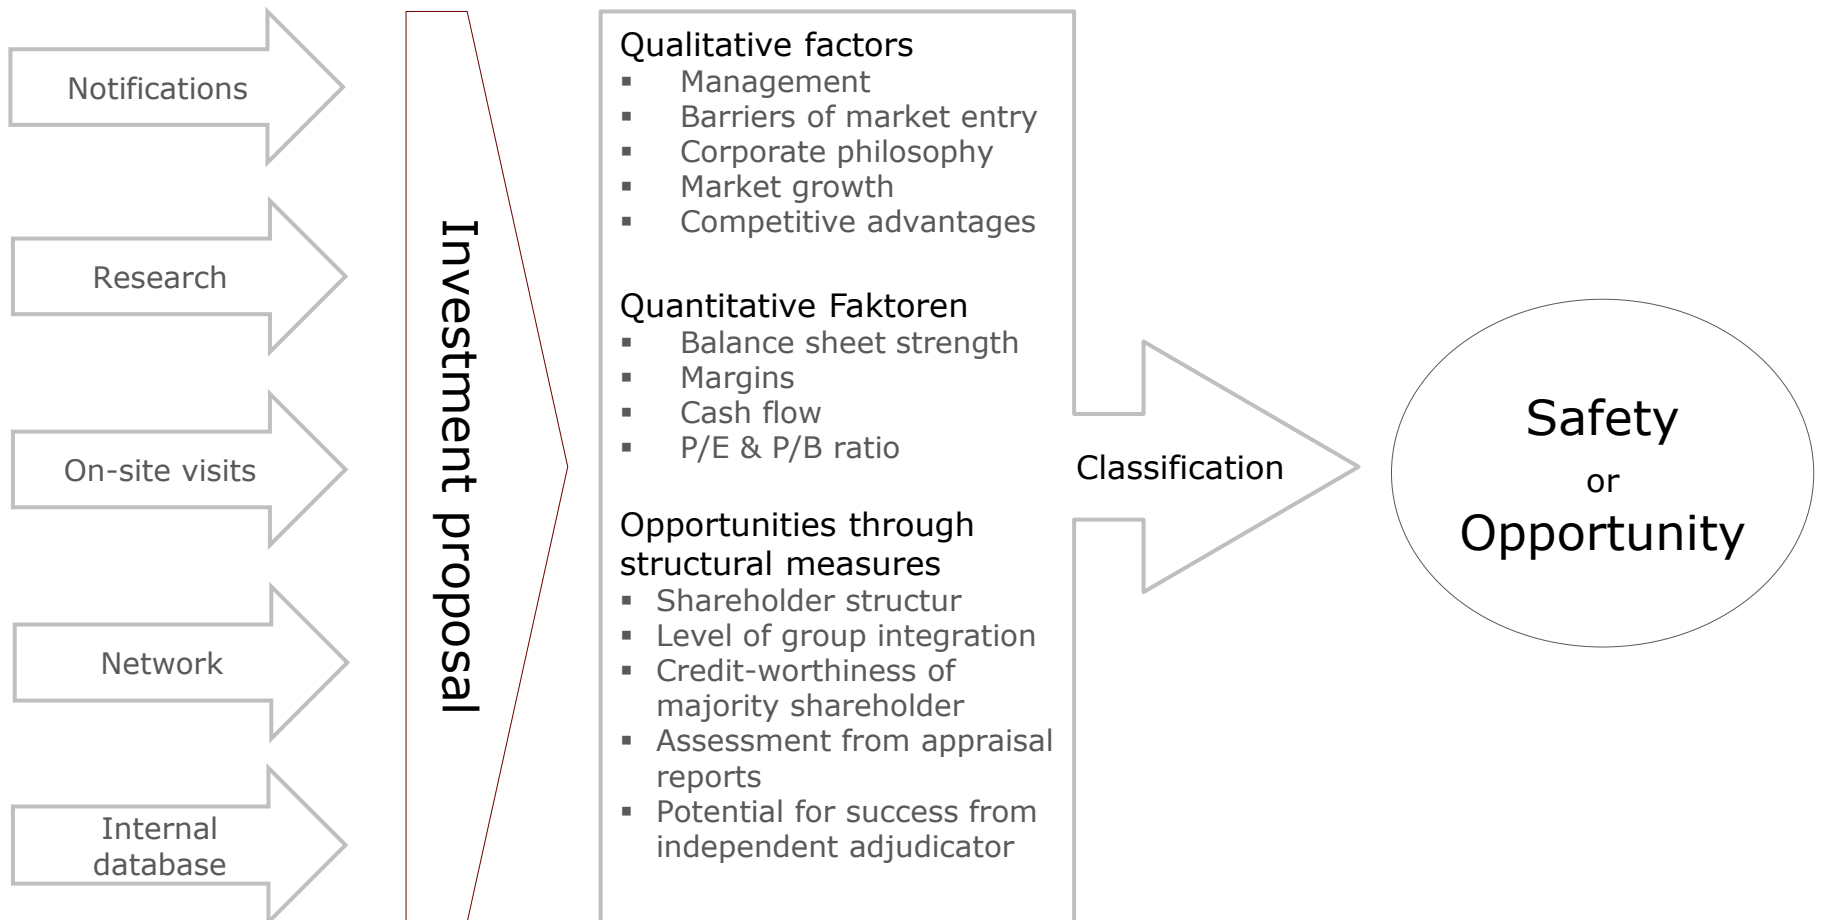 Notifications
Research
On-site visits
Network
Internal
database
Investment proposal
Qualitative factors
▪ Management
▪ Barriers of market entry
▪ Corporate philosophy
▪ Market growth
▪ Competitive advantages
Quantitative Faktoren
▪ Balance sheet strength
▪ Margins
▪ Cash flow
▪ P/E & P/B ratio
Opportunities through
structural measures
▪ Shareholder structur
▪ Level of group integration
▪ Credit-worthiness of
majority shareholder
▪ Assessment from appraisal
reports
▪ Potential for success from
independent adjudicator
Classification
Safety
or
Opportunity